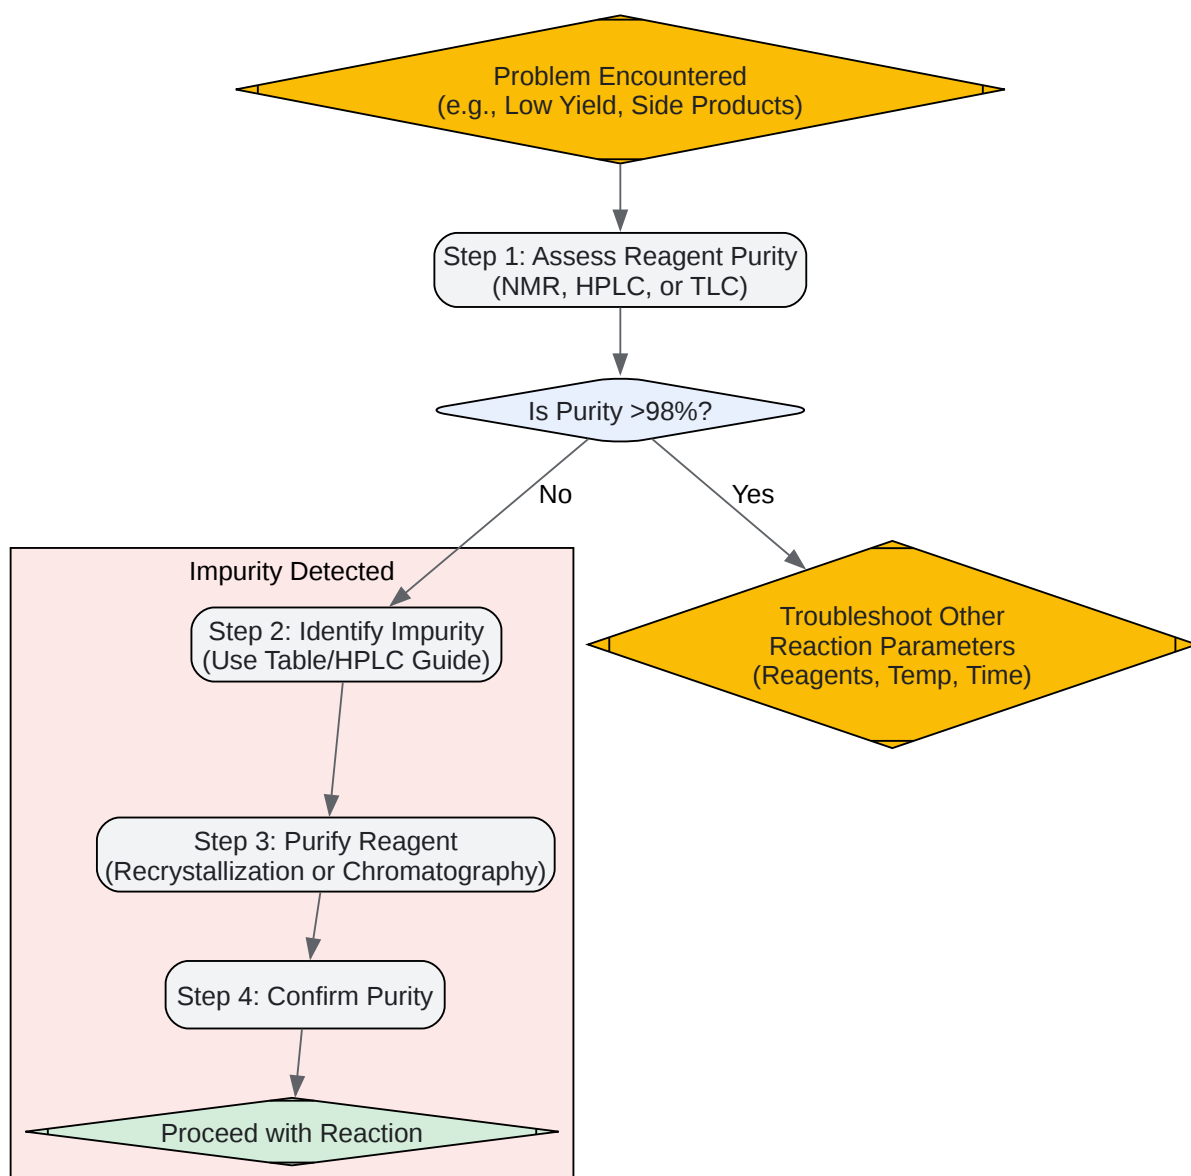 Problem Encountered
(e.g., Low Yield, Side Products)
Step 1: Assess Reagent Purity
(NMR, HPLC, or TLC)
Is Purity >98%?
No
Yes
Impurity Detected
Step 2: Identify Impurity
(Use Table/HPLC Guide)
Troubleshoot Other
Reaction Parameters
(Reagents, Temp, Time)
Step 3: Purify Reagent
(Recrystallization or Chromatography)
Step 4: Confirm Purity
Proceed with Reaction